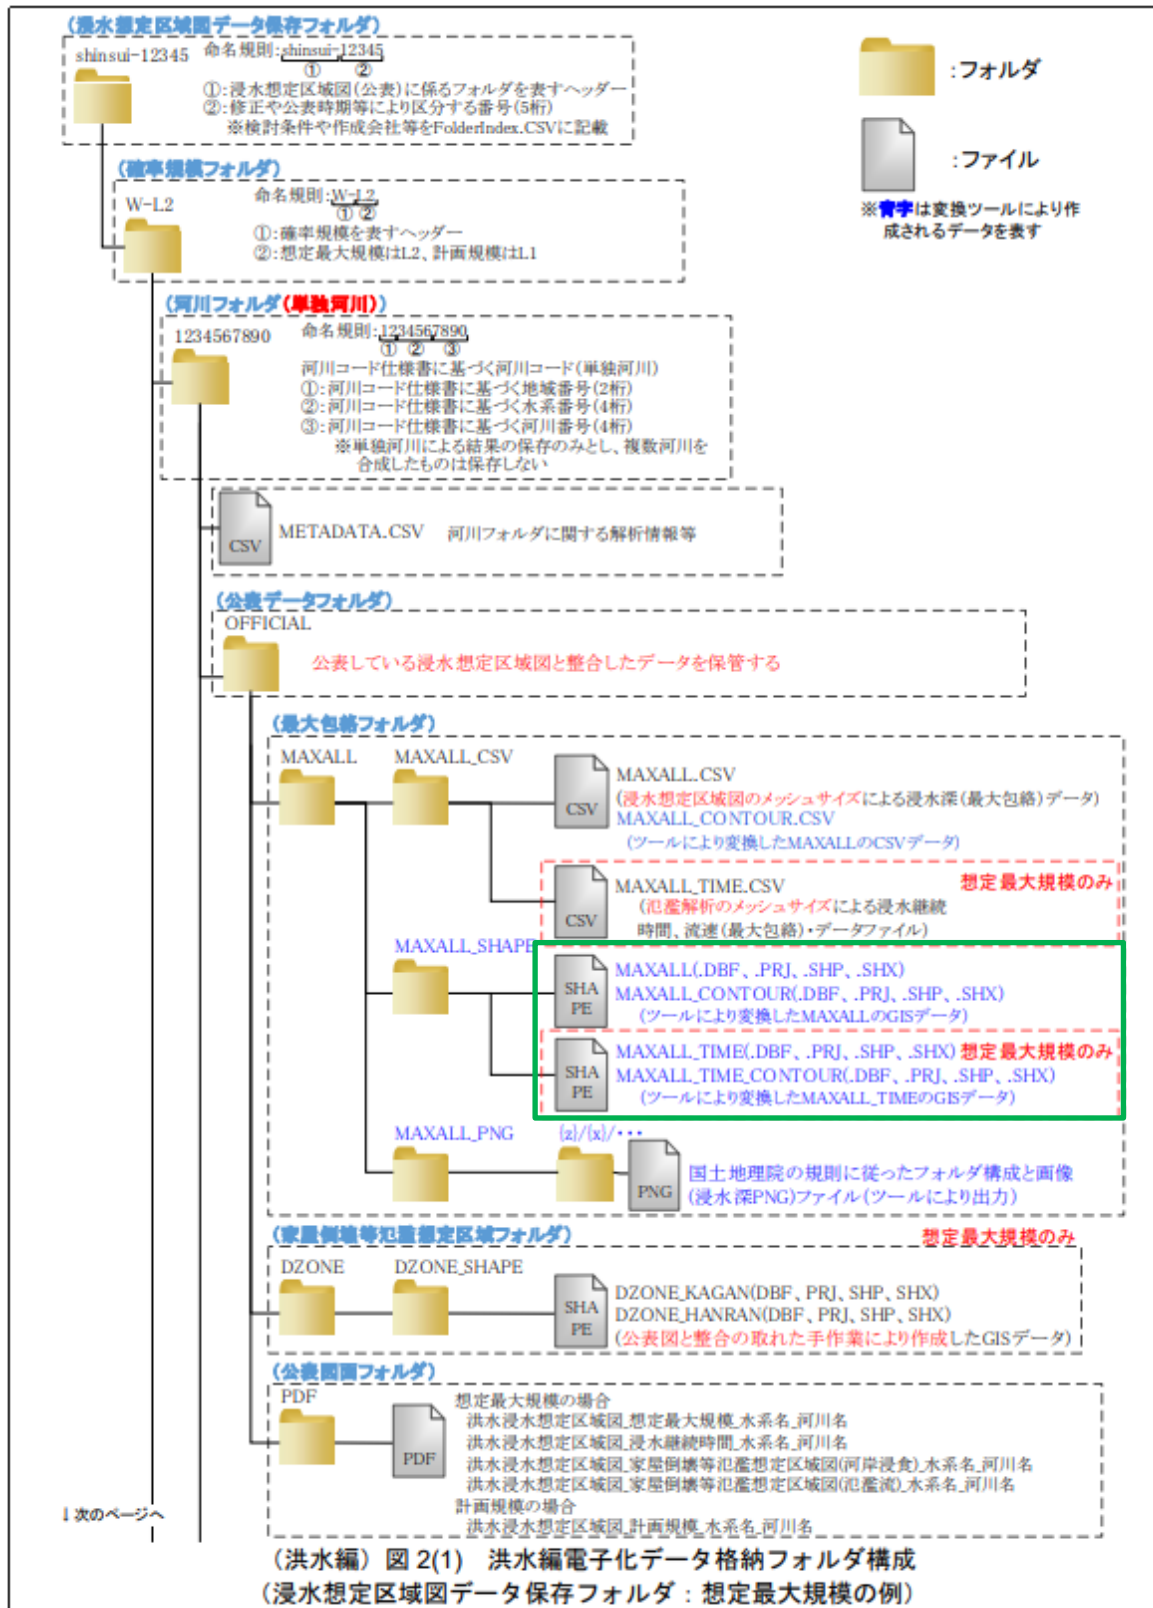 (浸水想定区域図データ保存フォルダ)
shinsui-12345
命名規則:shinsui-12345
① ②
①:浸水想定区域図(公表)に係るフォルダを表すヘッダー
②:修正や公表時期等により区分する番号(5桁)
※検討条件や作成会社等をFolderIndex.CSVに記載
:フォルダ
:ファイル
※青字は変換ツールにより作
成されるデータを表す
(確率規模フォルダ)
W-L2
命名規則:W-L2
① ②
①:確率規模を表すヘッダー
②:想定最大規模はL2、計画規模はL1
(河川フォルダ(単独河川))
1234567890
命名規則:1234567890
① ② ③
河川コード仕様書に基づく河川コード(単独河川)
①:河川コード仕様書に基づく地域番号(2桁)
②:河川コード仕様書に基づく水系番号(4桁)
③:河川コード仕様書に基づく河川番号(4桁)
※単独河川による結果の保存のみとし、複数河川を
合成したものは保存しない
CSV
METADATA.CSV 河川フォルダに関する解析情報等
(公表データフォルダ)
OFFICIAL
公表している浸水想定区域図と整合したデータを保管する
(最大包絡フォルダ)
MAXALL
MAXALL_CSV
CSV
MAXALL.CSV
(浸水想定区域図のメッシュサイズによる浸水深(最大包絡)データ)
MAXALL_CONTOUR.CSV
(ツールにより変換したMAXALLのCSVデータ)
想定最大規模のみ
CSV
MAXALL_TIME.CSV
(氾濫解析のメッシュサイズによる浸水継続
時間、流速(最大包絡)・データファイル)
MAXALL_SHAPE
SHA
PE
MAXALL(.DBF、.PRJ、.SHP、.SHX)
MAXALL_CONTOUR(.DBF、.PRJ、.SHP、.SHX)
(ツールにより変換したMAXALLのGISデータ)
SHA
PE
MAXALL_TIME(.DBF、.PRJ、.SHP、.SHX) 想定最大規模のみ
MAXALL_TIME_CONTOUR(.DBF、.PRJ、.SHP、.SHX)
(ツールにより変換したMAXALL_TIMEのGISデータ)
MAXALL_PNG
{z}/{x}/・・・
PNG
国土地理院の規則に従ったフォルダ構成と画像
(浸水深PNG)ファイル(ツールにより出力)
(家屋倒壊等氾濫想定区域フォルダ)
想定最大規模のみ
DZONE
DZONE_SHAPE
SHA
PE
DZONE_KAGAN(DBF、PRJ、SHP、SHX)
DZONE_HANRAN(DBF、PRJ、SHP、SHX)
(公表図と整合の取れた手作業により作成したGISデータ)
(公表図面フォルダ)
PDF
PDF
想定最大規模の場合
洪水浸水想定区域図_想定最大規模_水系名_河川名
洪水浸水想定区域図_浸水継続時間_水系名_河川名
洪水浸水想定区域図_家屋倒壊等氾濫想定区域図(河岸浸食)_水系名_河川名
洪水浸水想定区域図_家屋倒壊等氾濫想定区域図(氾濫流)_水系名_河川名
計画規模の場合
洪水浸水想定区域図_計画規模_水系名_河川名
↓次のページへ
(洪水編)図 2(1) 洪水編電子化データ格納フォルダ構成
(浸水想定区域図データ保存フォルダ:想定最大規模の例)